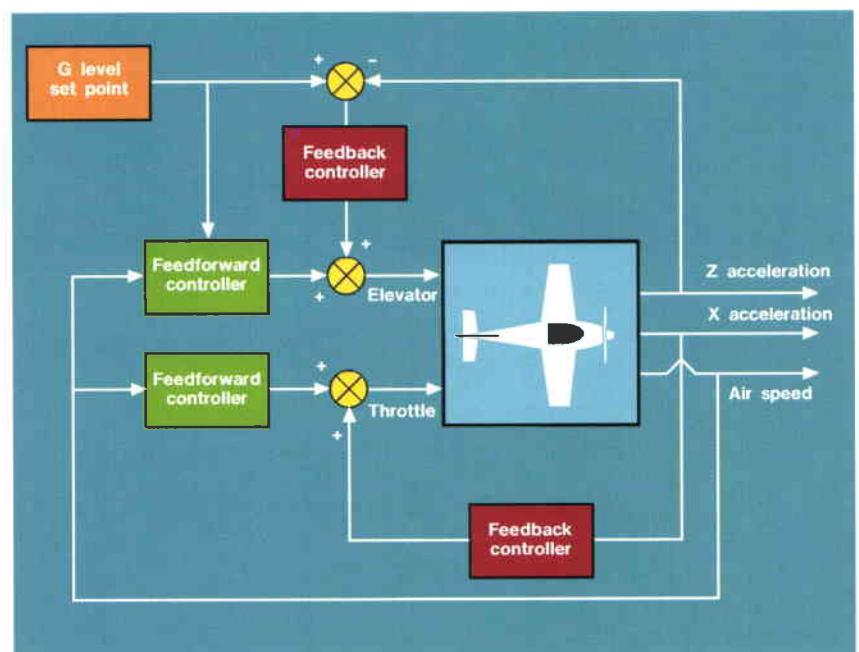 G level
set point
+
−
Feedback
controller
+
Feedforward
controller
+
Elevator
Z acceleration
X acceleration
Feedforward
controller
+
Throttle
Air speed
+
Feedback
controller